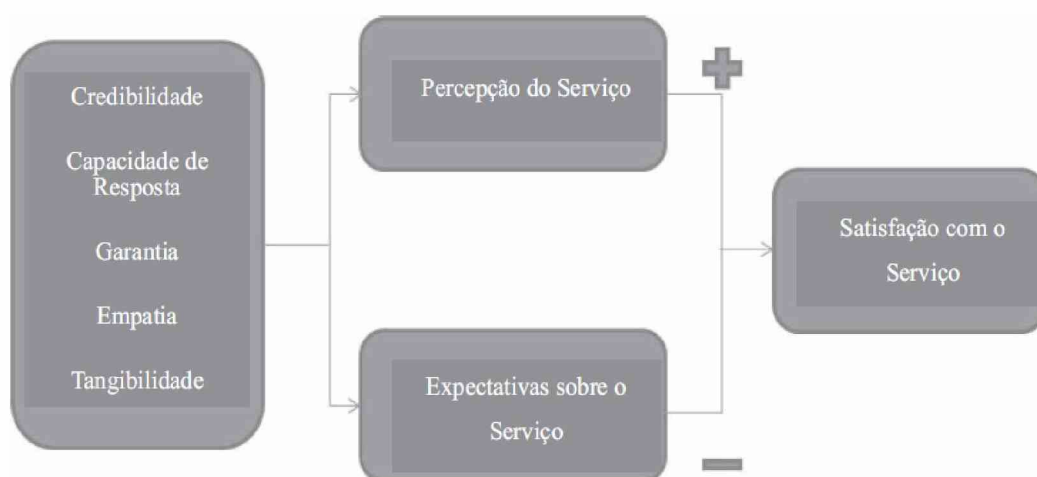 Credibilidade
Capacidade de
Resposta
Garantia
Empatia
Tangibilidade
Percepção do Serviço
Expectativas sobre o
Serviço
Satisfação com o
Serviço